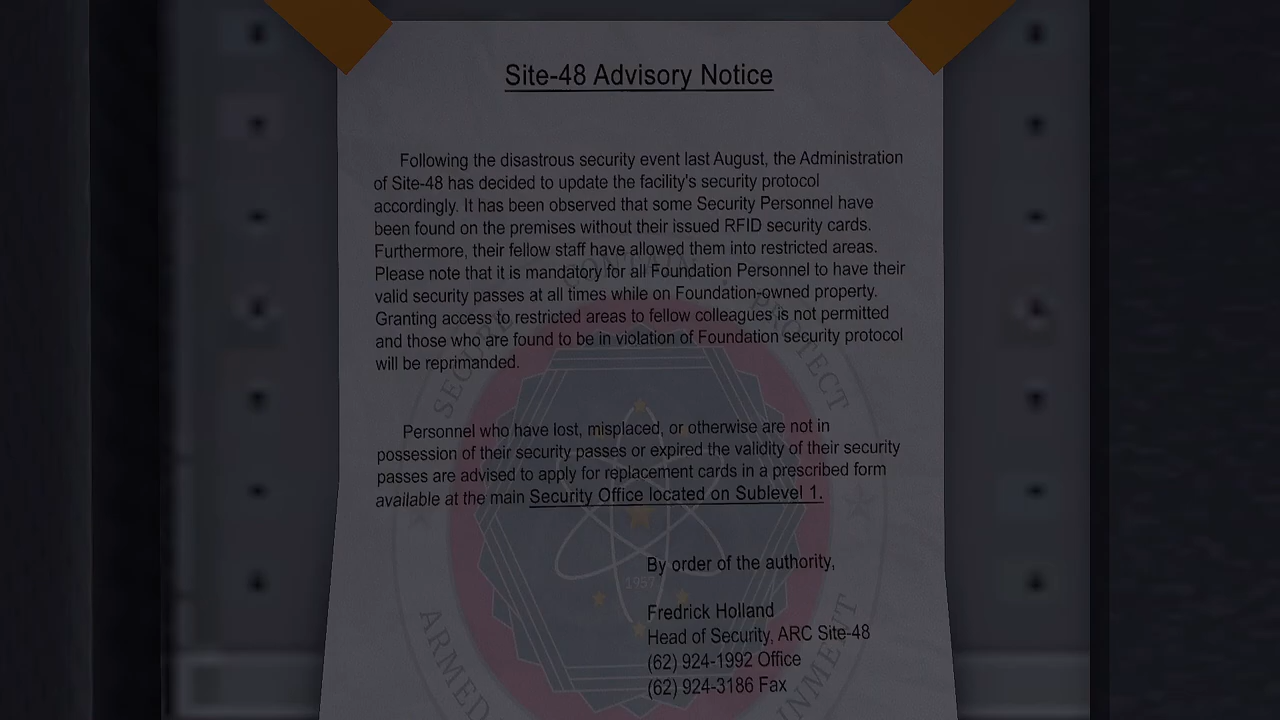 Site-48 Advisory Notice
Following the disastrous security event last August, the Administration
of Site-48 has decided to update the facility's security protocol
accordingly. It has been observed that some Security Personnel have
been found on the premises without their issued RFID security cards.
Furthermore, their fellow staff have allowed them into restricted areas.
Please note that it is mandatory for all Foundation Personnel to have their
valid security passes at all times while on Foundation-owned property.
Granting access to restricted areas to fellow colleagues is not permitted
and those who are found to be in violation of Foundation security protocol
will be reprimanded.
Personnel who have lost, misplaced, or otherwise are not in
possession of their security passes or expired the validity of their security
passes are advised to apply for replacement cards in a prescribed form
available at the main Security Office located on Sublevel 1.
By order of the authority,
Fredrick Holland
Head of Security, ARC Site-48
(62) 924-1992 Office
(62) 924-3186 Fax
SECURE CONTAIN PROTECT
1957
ARMED